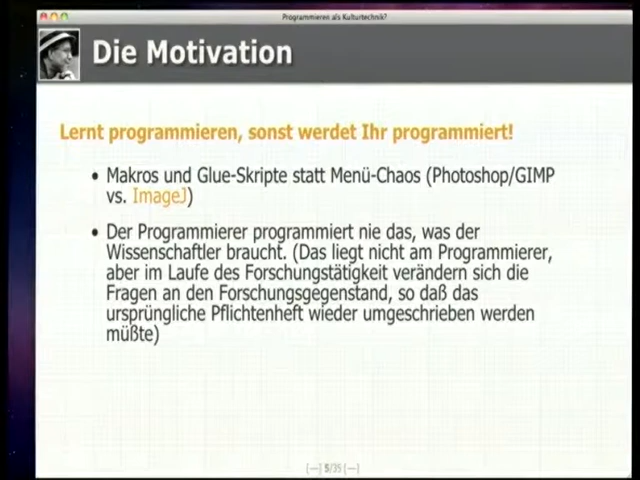 Programmieren als Kulturtechnik?
Die Motivation
Lernt programmieren, sonst werdet Ihr programmiert!
• Makros und Glue-Skripte statt Menü-Chaos (Photoshop/GIMP
vs. ImageJ)
• Der Programmierer programmiert nie das, was der
Wissenschaftler braucht. (Das liegt nicht am Programmierer,
aber im Laufe des Forschungstätigkeit verändern sich die
Fragen an den Forschungsgegenstand, so daß das
ursprüngliche Pflichtenheft wieder umgeschrieben werden
müßte)
[—] 5/35 [—]